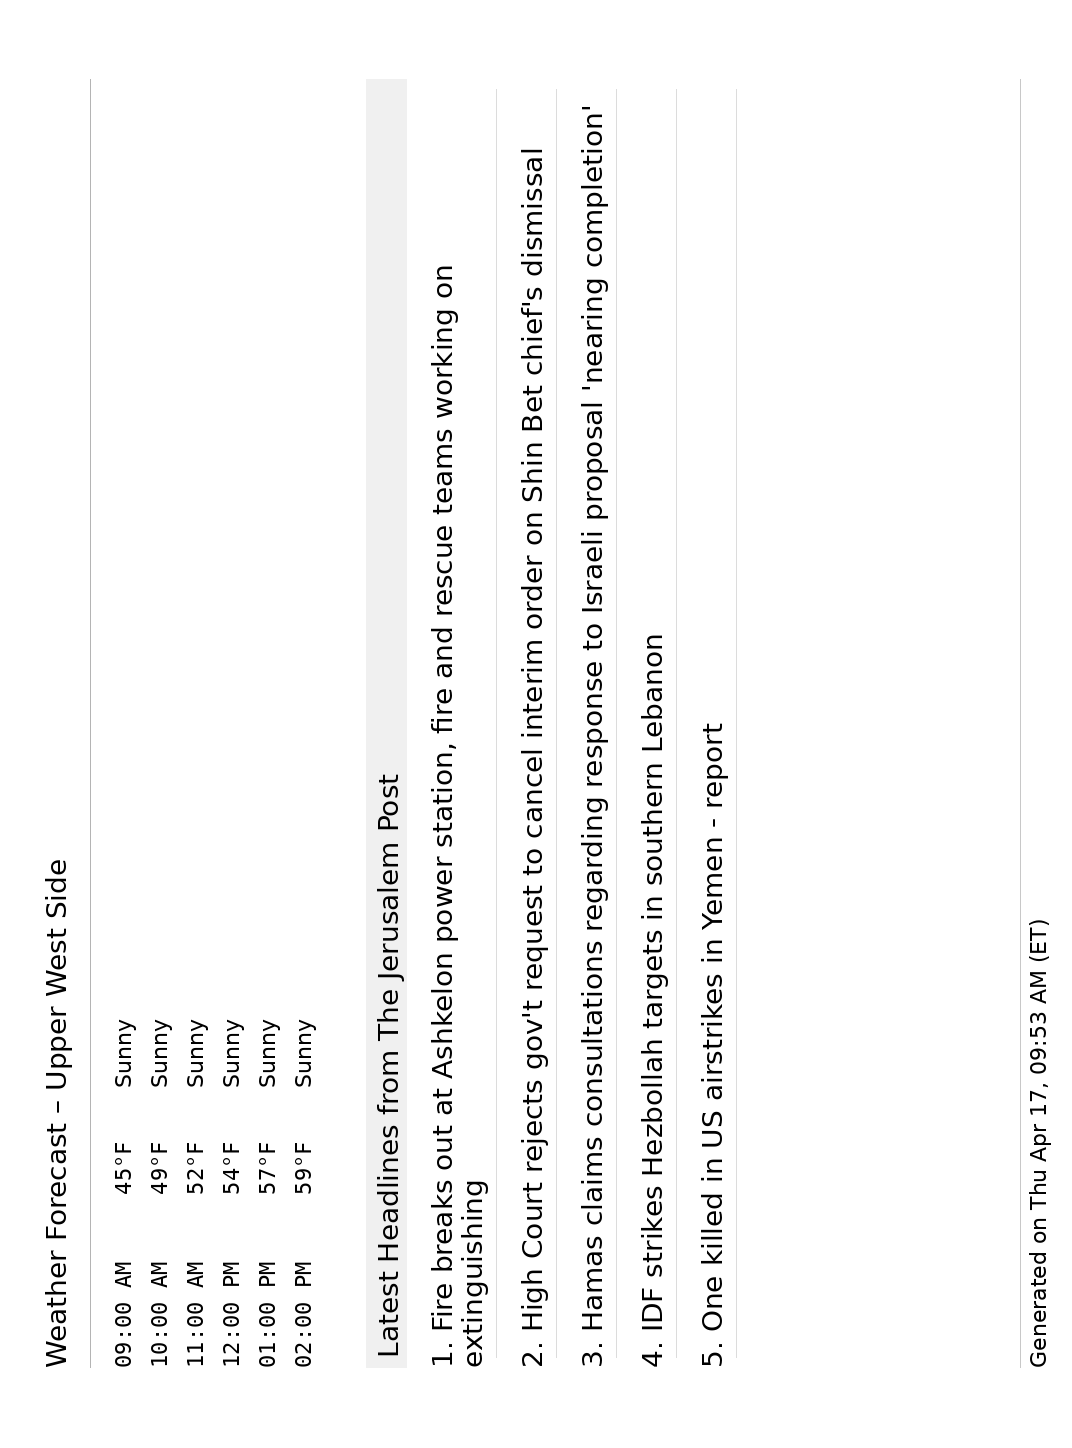 Weather Forecast – Upper West Side
09:00 AM 45°F Sunny
10:00 AM 49°F Sunny
11:00 AM 52°F Sunny
12:00 PM 54°F Sunny
01:00 PM 57°F Sunny
02:00 PM 59°F Sunny
Latest Headlines from The Jerusalem Post
1. Fire breaks out at Ashkelon power station, fire and rescue teams working on
extinguishing
2. High Court rejects gov't request to cancel interim order on Shin Bet chief's dismissal
3. Hamas claims consultations regarding response to Israeli proposal 'nearing completion'
4. IDF strikes Hezbollah targets in southern Lebanon
5. One killed in US airstrikes in Yemen - report
Generated on Thu Apr 17, 09:53 AM (ET)